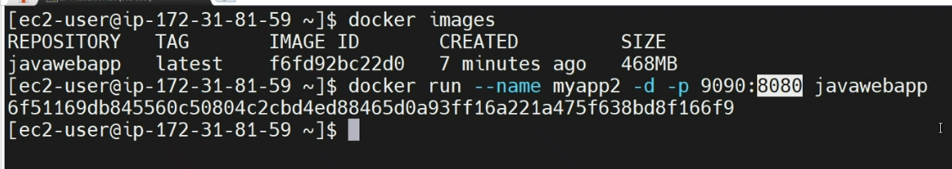 [ec2-user@ip-172-31-81-59 ~]$ docker images
REPOSITORY TAG IMAGE ID CREATED SIZE
javawebapp latest f6fd92bc22d0 7 minutes ago 468MB
[ec2-user@ip-172-31-81-59 ~]$ docker run --name myapp2 -d -p 9090:8080 javawebapp
6f51169db845560c50804c2cbd4ed88465d0a93ff16a221a475f638bd8f166f9
[ec2-user@ip-172-31-81-59 ~]$